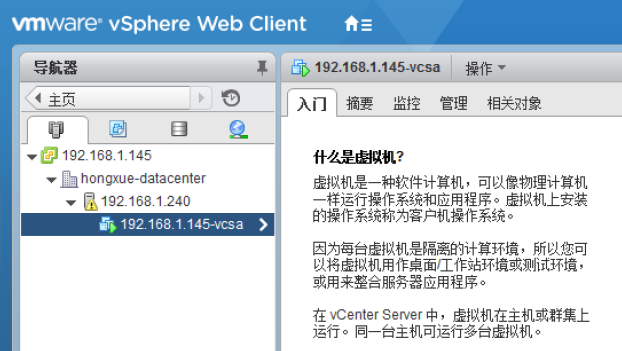 vmware® vSphere Web Client
导航器
主页
192.168.1.145
hongxue-datacenter
192.168.1.240
192.168.1.145-vcsa
192.168.1.145-vcsa 操作
入门 摘要 监控 管理 相关对象
什么是虚拟机?
虚拟机是一种软件计算机，可以像物理计算机
一样运行操作系统和应用程序。虚拟机上安装
的操作系统称为客户机操作系统。
因为每台虚拟机是隔离的计算环境，所以您可
以将虚拟机用作桌面/工作站环境或测试环境，
或用来整合服务器应用程序。
在 vCenter Server 中，虚拟机在主机或群集上
运行。同一台主机可运行多台虚拟机。